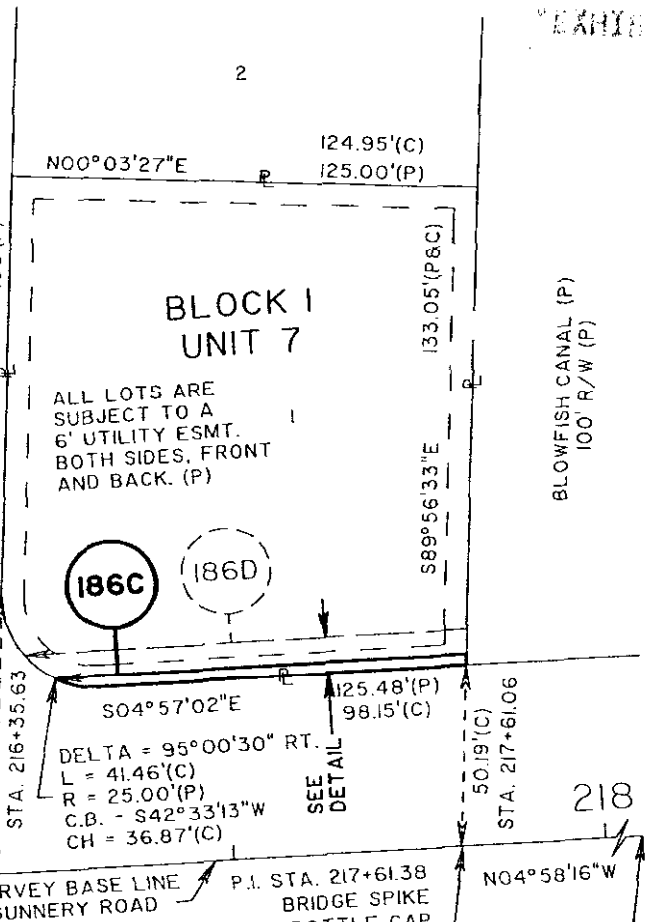 2
124.95'(C)
N00°03'27"E
125.00'(P)
BLOCK 1
UNIT 7
133.05'(P&C)
ALL LOTS ARE
SUBJECT TO A
1
6' UTILITY ESMT.
BOTH SIDES, FRONT
AND BACK. (P)
S89°56'33"E
BLOWFISH CANAL (P)
100' R/W (P)
186C
186D
STA. 216+35.63
S04°57'02"E
125.48'(P)
98.15'(C)
DELTA = 95°00'30" RT.
L = 41.46'(C)
R = 25.00'(P)
C.B. - S42°33'13"W
CH = 36.87'(C)
SEE
DETAIL
50.19'(C)
STA. 217+61.06
218
RVEY BASE LINE
P.I. STA. 217+61.38
BRIDGE SPIKE
N04°58'16"W